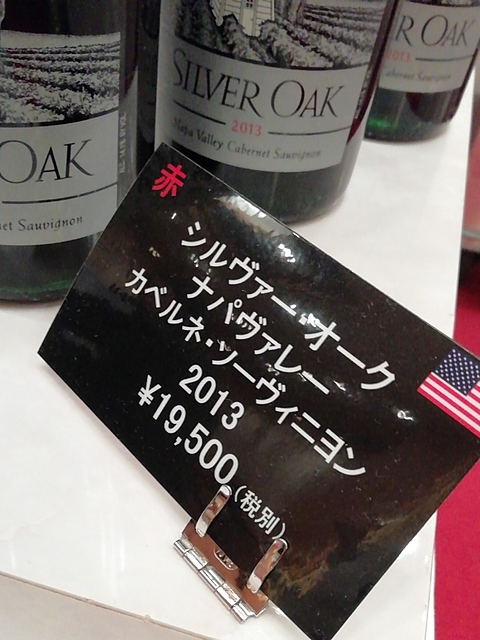 SILVER OAK
2013
Napa Valley Cabernet Sauvignon
OAK
Sauvignon
R OAK
2013
Cabernet Sauvignon
赤
シルヴァー・オーク
ナパヴァレー
カベルネ・ソーヴィニヨン
2013
¥19,500(税別)